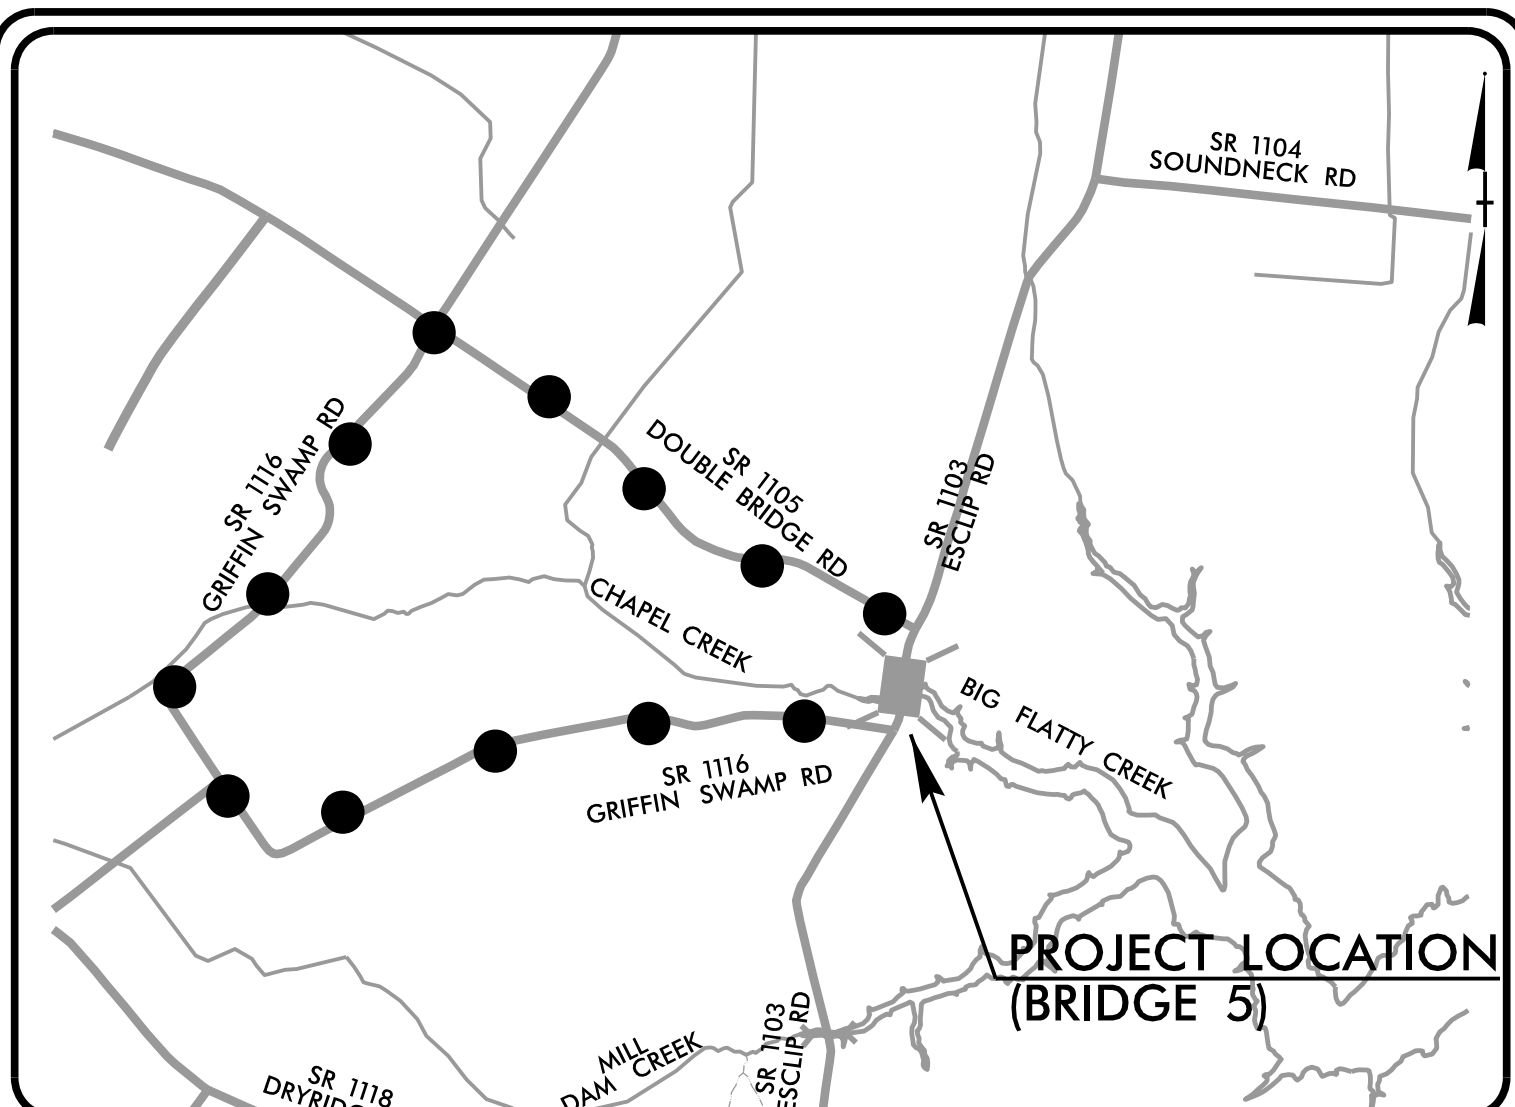 SR 1104
SOUNDNECK RD
SR 1116
GRIFFIN SWAMP RD
SR 1105
DOUBLE BRIDGE RD
SR 1103
ESCLIP RD
CHAPEL CREEK
BIG FLATTY CREEK
SR 1116
GRIFFIN SWAMP RD
PROJECT LOCATION
(BRIDGE 5)
SR 1103
ESCLIP RD
MILL
DAM CREEK
SR 1118